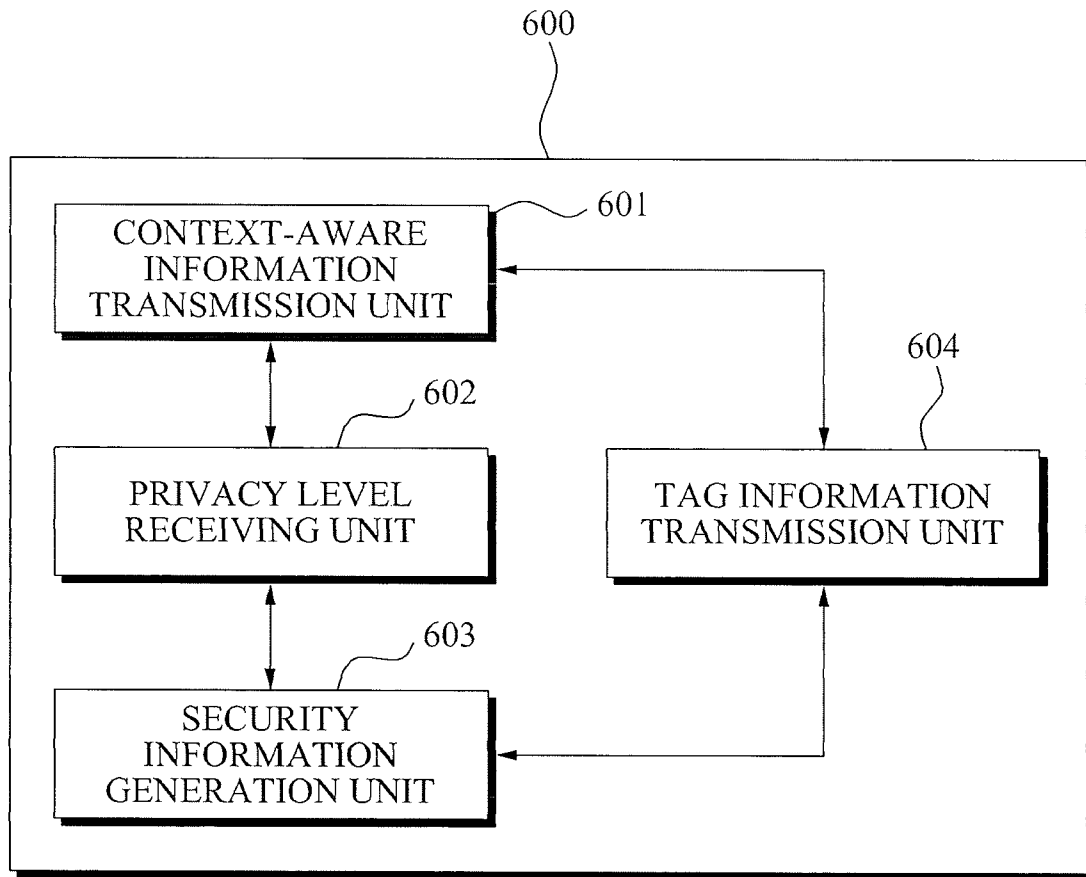 600
601
CONTEXT-AWARE
INFORMATION
TRANSMISSION UNIT
602
PRIVACY LEVEL
RECEIVING UNIT
603
SECURITY
INFORMATION
GENERATION UNIT
604
TAG INFORMATION
TRANSMISSION UNIT